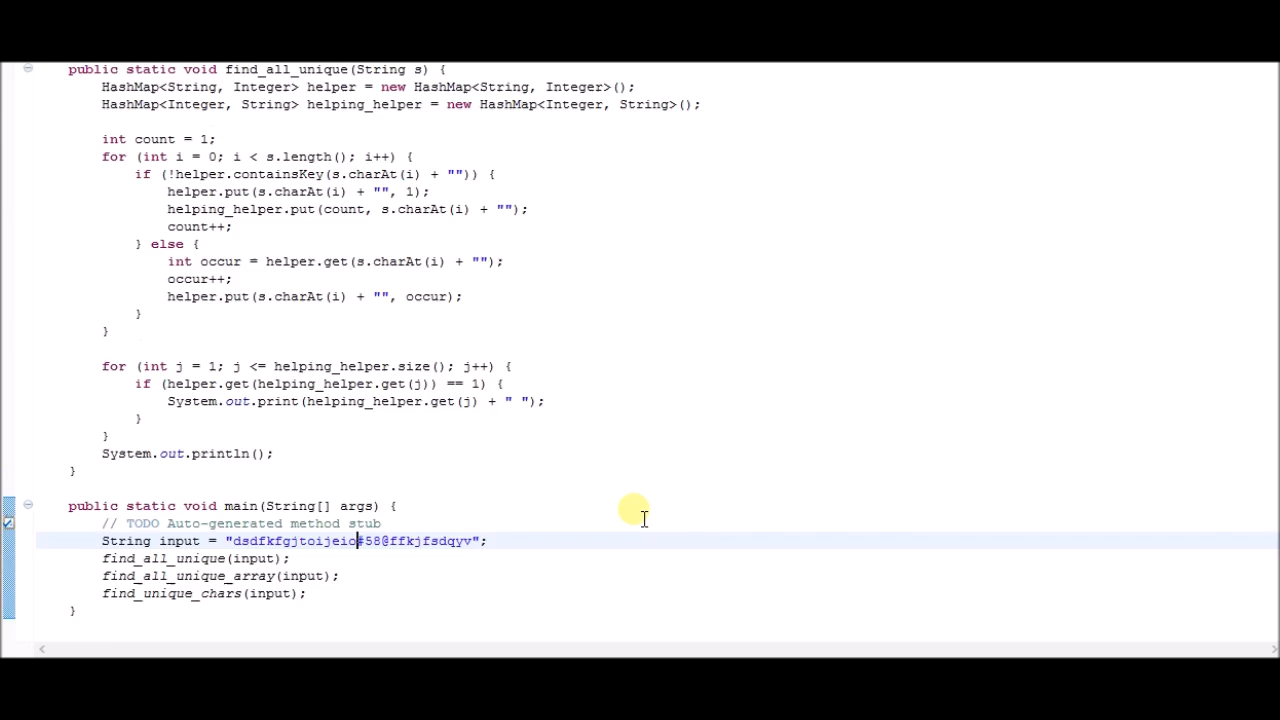 public static void find_all_unique(String s) {
HashMap<String, Integer> helper = new HashMap<String, Integer>();
HashMap<Integer, String> helping_helper = new HashMap<Integer, String>();
int count = 1;
for (int i = 0; i < s.length(); i++) {
if (!helper.containsKey(s.charAt(i) + "")) {
helper.put(s.charAt(i) + "", 1);
helping_helper.put(count, s.charAt(i) + "");
count++;
} else {
int occur = helper.get(s.charAt(i) + "");
occur++;
helper.put(s.charAt(i) + "", occur);
}
}
for (int j = 1; j <= helping_helper.size(); j++) {
if (helper.get(helping_helper.get(j)) == 1) {
System.out.print(helping_helper.get(j) + " ");
}
}
System.out.println();
}
public static void main(String[] args) {
// TODO Auto-generated method stub
String input = "dsdfkfgjtoijeio#58@ffkjfsdqyv";
find_all_unique(input);
find_all_unique_array(input);
find_unique_chars(input);
}